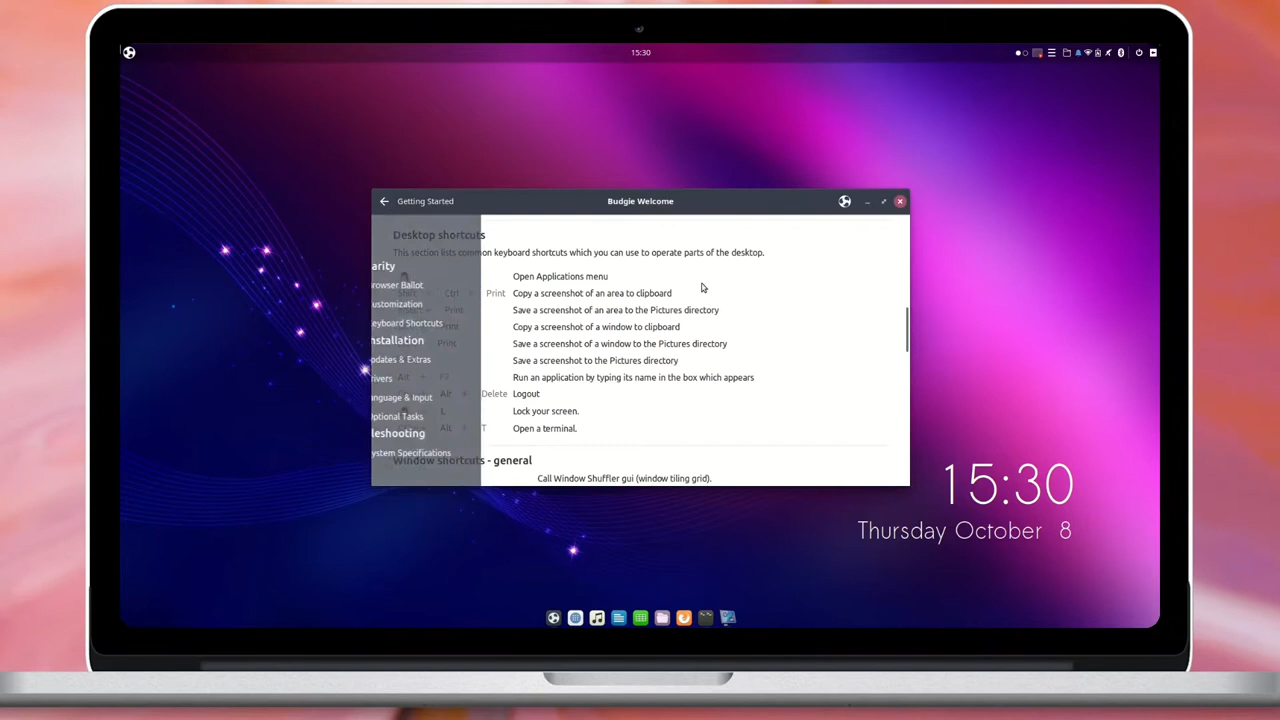 15:30
Getting Started
Budgie Welcome
Desktop shortcuts
This section lists common keyboard shortcuts which you can use to operate parts of the desktop.
arity
rowser Ballot
ustomization
eyboard Shortcuts
nstallation
pdates & Extras
rivers
anguage & Input
ptional Tasks
leshooting
ystem Specifications
Open Applications menu
Ctrl + Print Copy a screenshot of an area to clipboard
Print Save a screenshot of an area to the Pictures directory
Copy a screenshot of a window to clipboard
Print Save a screenshot of a window to the Pictures directory
Save a screenshot to the Pictures directory
Alt + F2 Run an application by typing its name in the box which appears
Alt + Delete Logout
L Lock your screen.
Alt + T Open a terminal.
Window shortcuts - general
Call Window Shuffler gui (window tiling grid).
15:30
Thursday October 8